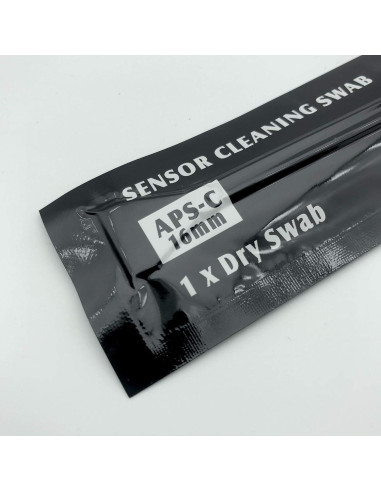 SENSOR CLEANING SWAB
APS-C
16mm
1 x Dry Swab